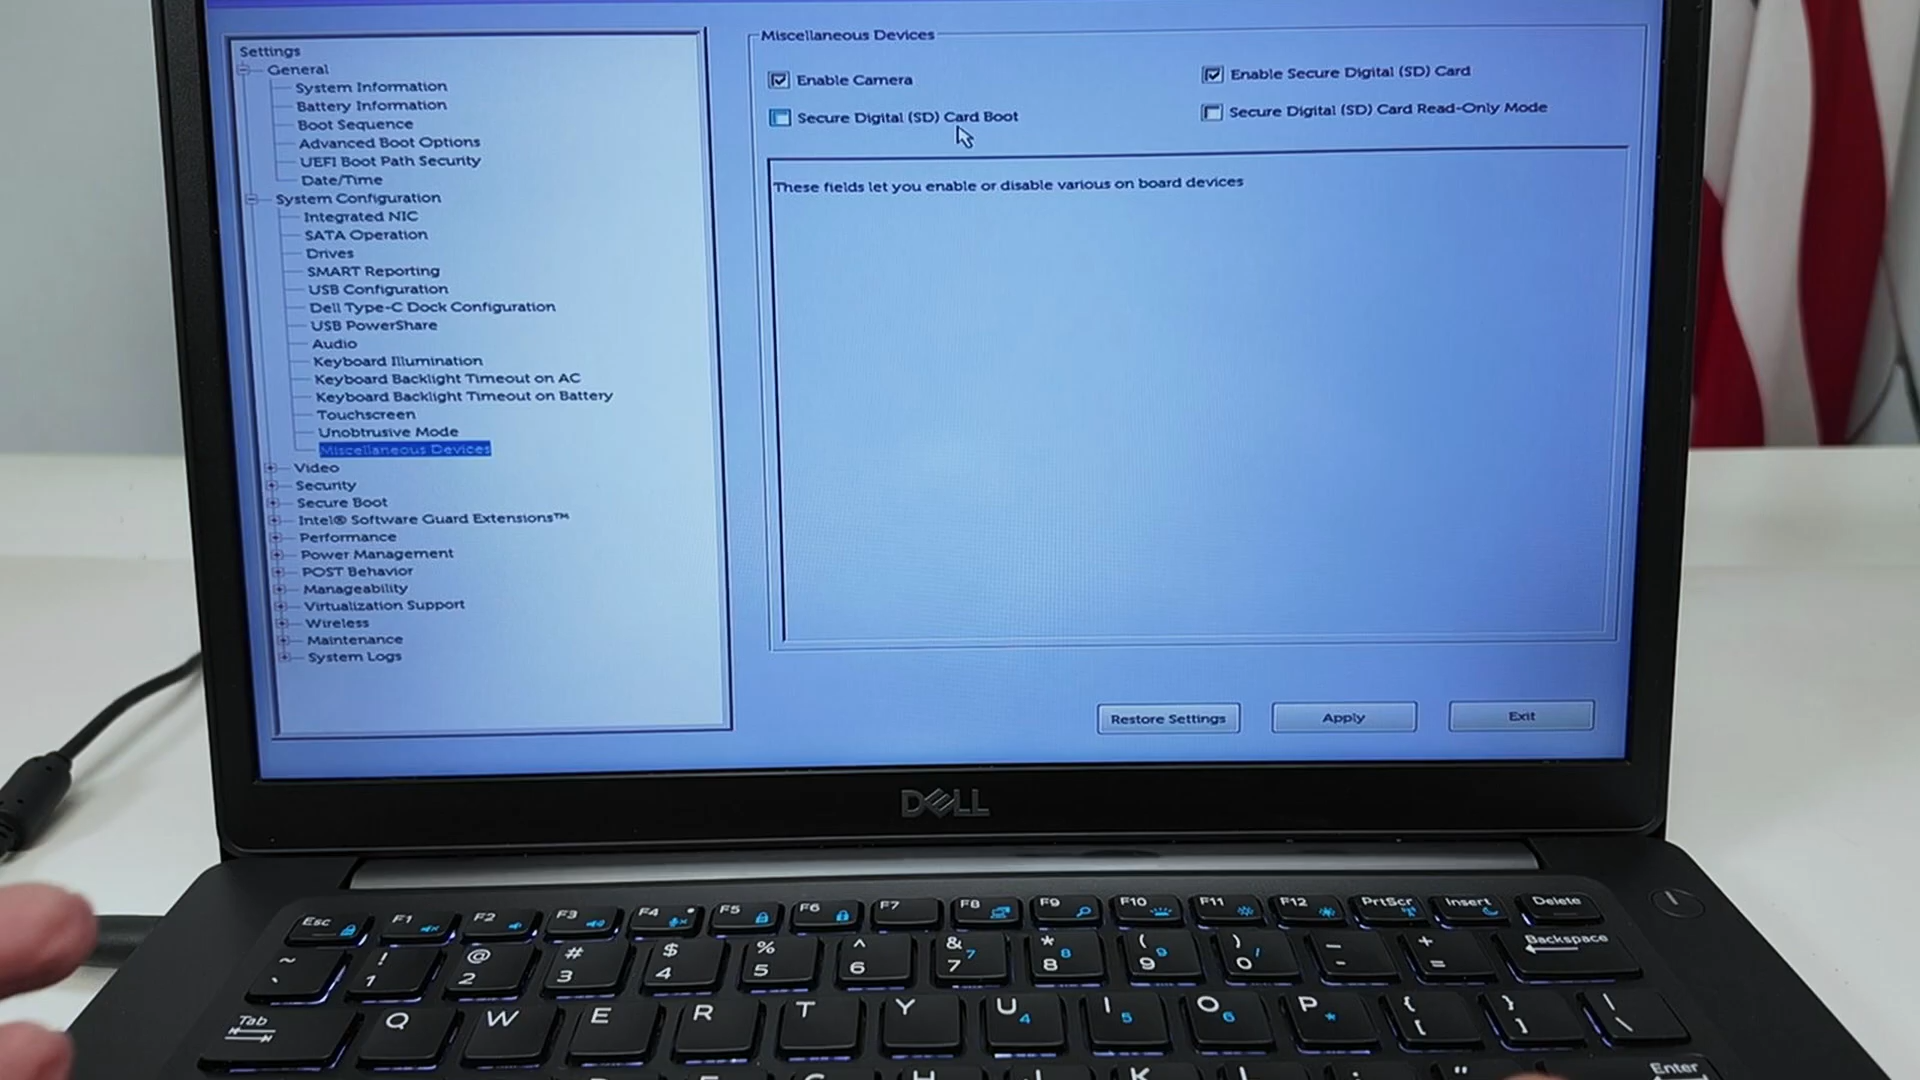 Settings
General
System Information
Battery Information
Boot Sequence
Advanced Boot Options
UEFI Boot Path Security
Date/Time
System Configuration
Integrated NIC
SATA Operation
Drives
SMART Reporting
USB Configuration
Dell Type-C Dock Configuration
USB PowerShare
Audio
Keyboard Illumination
Keyboard Backlight Timeout on AC
Keyboard Backlight Timeout on Battery
Touchscreen
Unobtrusive Mode
Miscellaneous Devices
Video
Security
Secure Boot
Intel® Software Guard Extensions™
Performance
Power Management
POST Behavior
Manageability
Virtualization Support
Wireless
Maintenance
System Logs
Miscellaneous Devices
Enable Camera
Enable Secure Digital (SD) Card
Secure Digital (SD) Card Boot
Secure Digital (SD) Card Read-Only Mode
These fields let you enable or disable various on board devices
Restore Settings Apply Exit
DELL
Esc F1 F2 F3 F4 F5 F6 F7 F8 F9 F10 F11 F12 PrtScr Insert Delete
~ ! @ # $ % ^ & 7 * 8 ( 9 ) / _ + Backspace
` 1 2 3 4 5 6 7 8 9 0 - =
Tab Q W E R T Y U 4 I 5 O 6 P * { [ } ] | \
H K L : " Enter